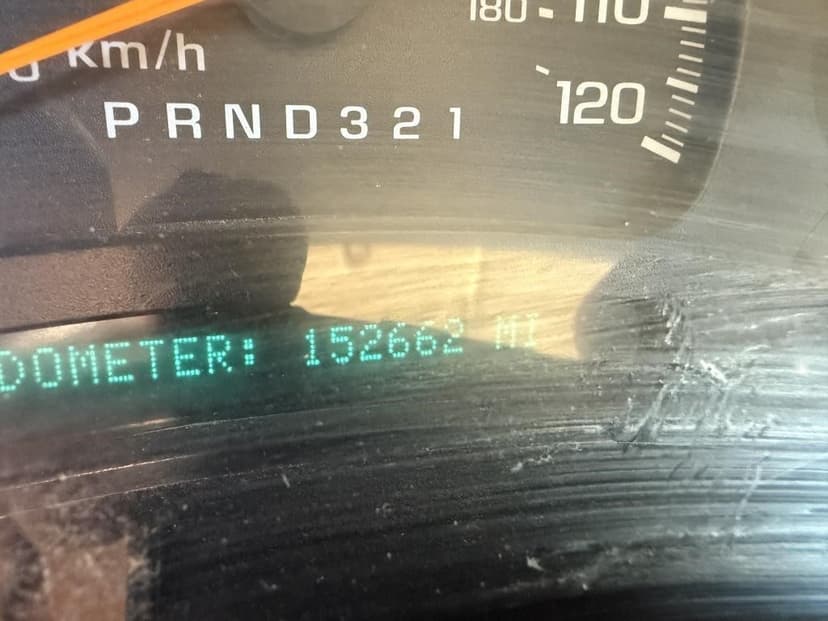 180 110
km/h
120
PRND321
DOMETER: 152662 MI